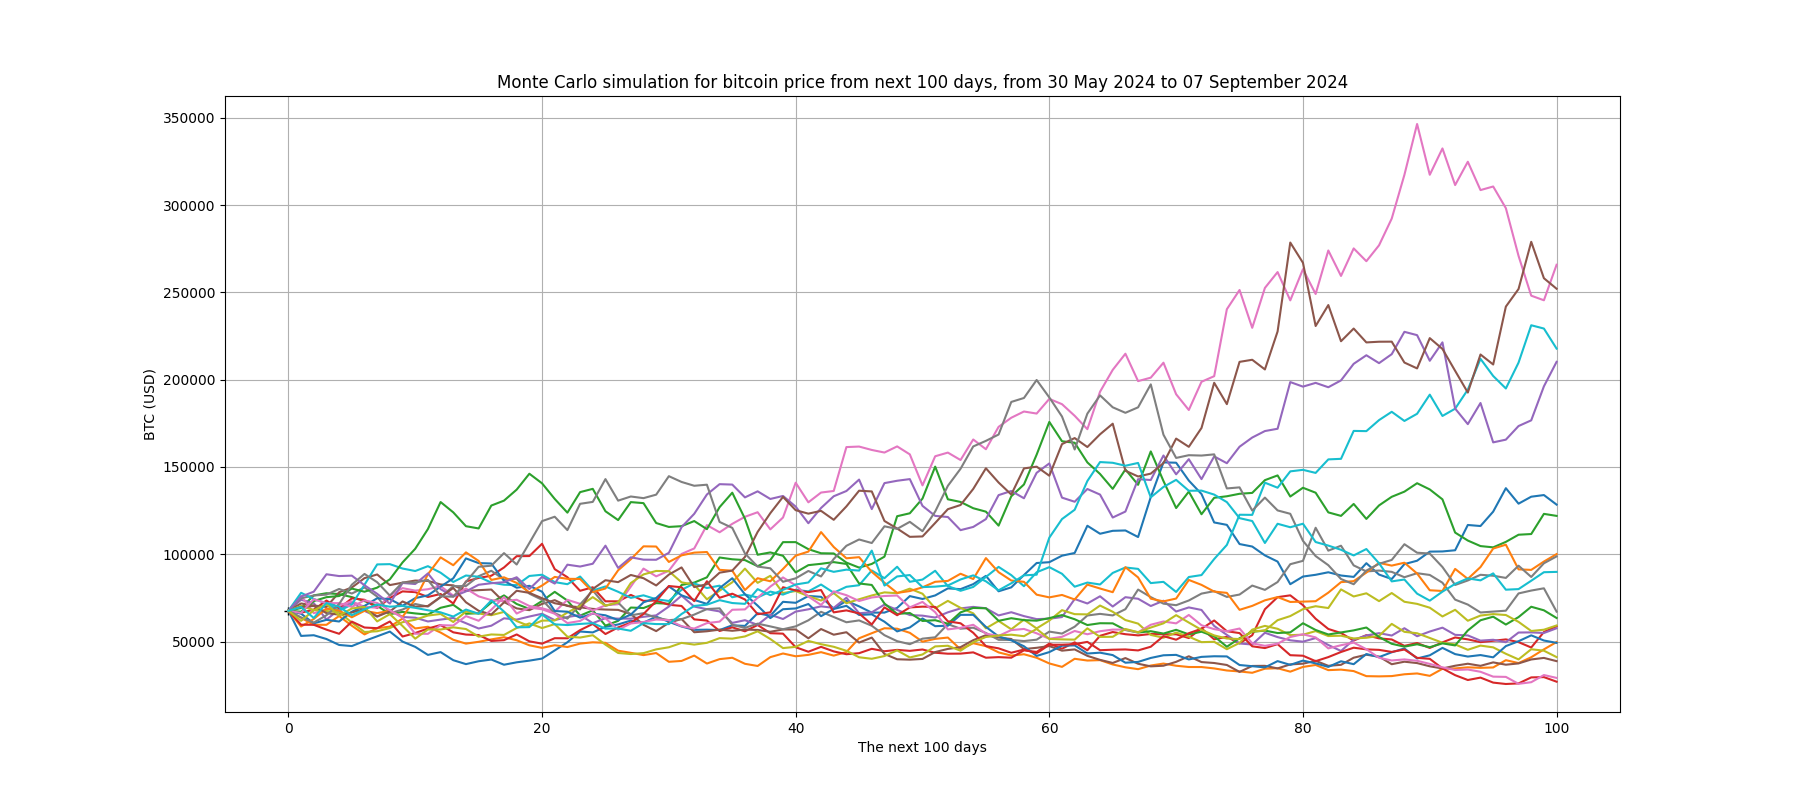 Monte Carlo simulation for bitcoin price from next 100 days, from 30 May 2024 to 07 September 2024
350000
300000
250000
200000
150000
100000
50000
BTC (USD)
0 20 40 60 80 100
The next 100 days